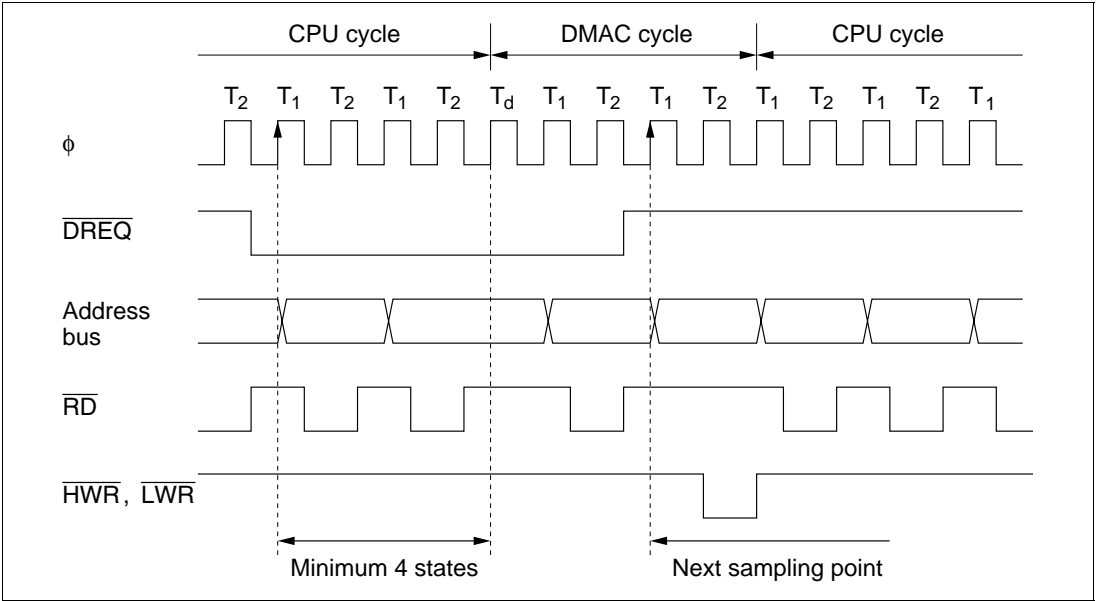 CPU cycle DMAC cycle CPU cycle
T2 T1 T2 T1 T2 Td T1 T2 T1 T2 T1 T2 T1 T2 T1
ϕ
DREQ
Address
bus
RD
HWR, LWR
Minimum 4 states Next sampling point